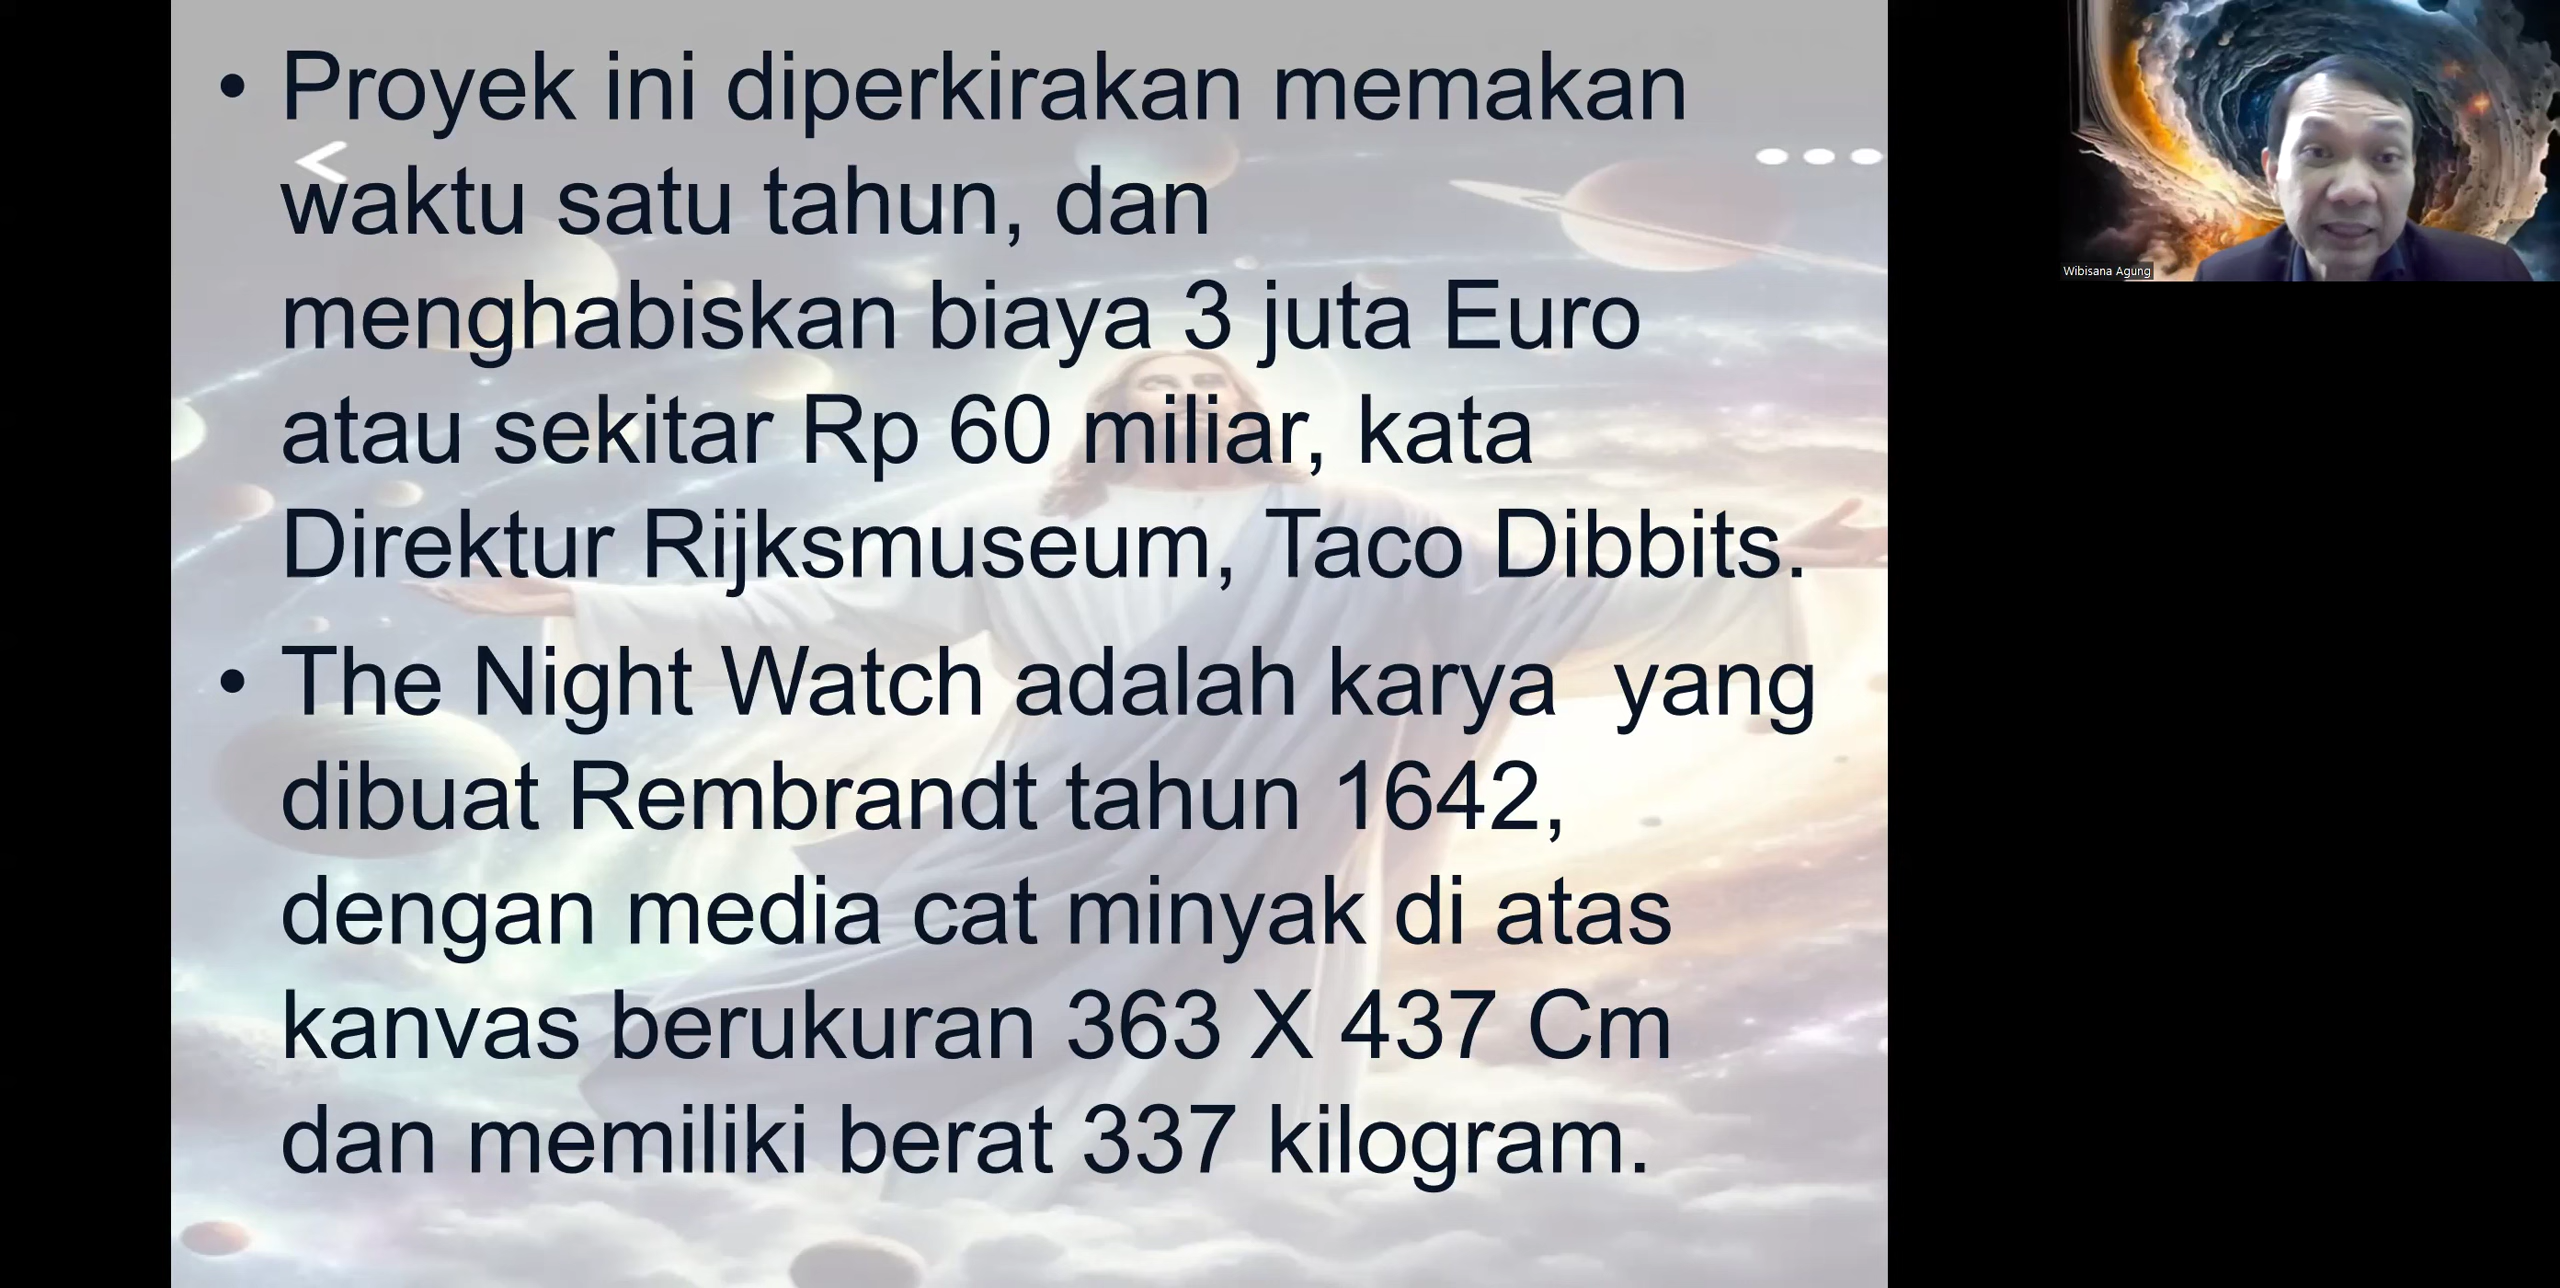 • Proyek ini diperkirakan memakan
waktu satu tahun, dan
menghabiskan biaya 3 juta Euro
atau sekitar Rp 60 miliar, kata
Direktur Rijksmuseum, Taco Dibbits.
• The Night Watch adalah karya  yang
dibuat Rembrandt tahun 1642,
dengan media cat minyak di atas
kanvas berukuran 363 X 437 Cm
dan memiliki berat 337 kilogram.
Wibisana Agung